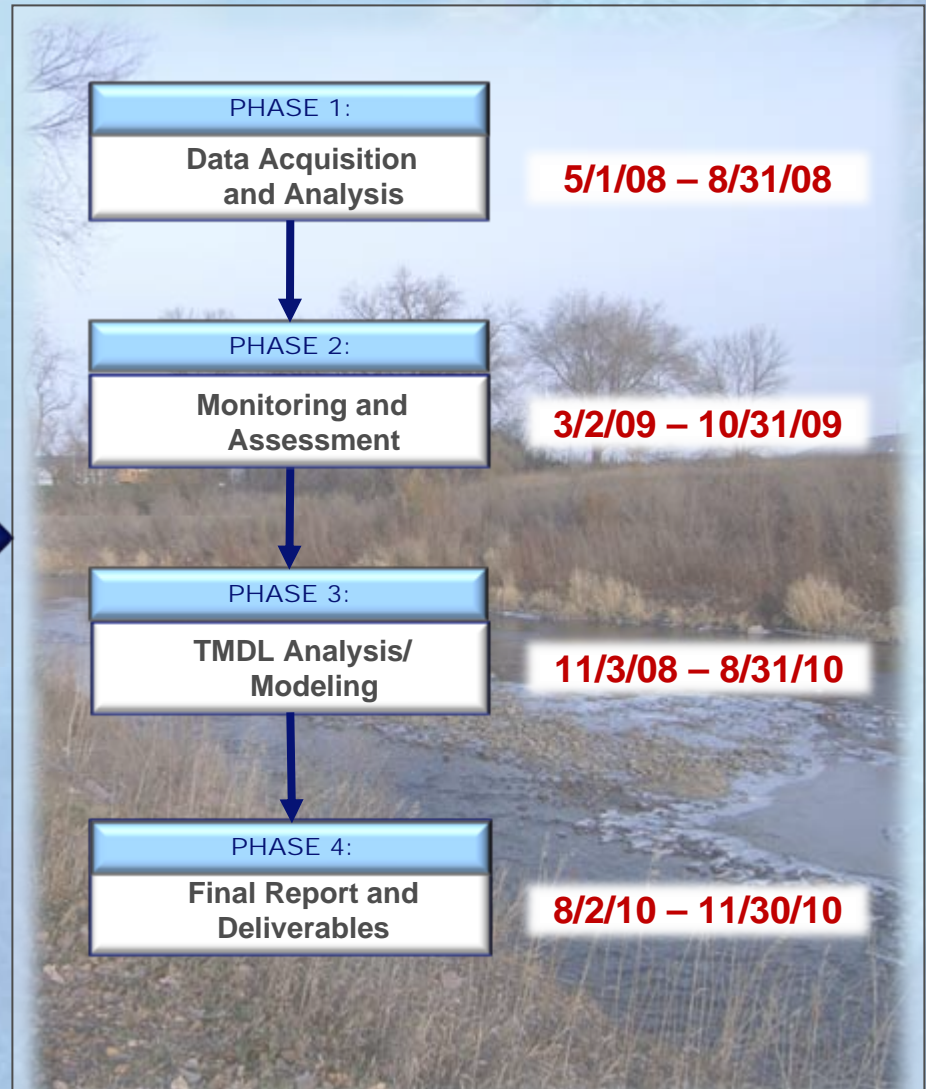 PHASE 1:
Data Acquisition
and Analysis
5/1/08 – 8/31/08
PHASE 2:
Monitoring and
Assessment
3/2/09 – 10/31/09
PHASE 3:
TMDL Analysis/
Modeling
11/3/08 – 8/31/10
PHASE 4:
Final Report and
Deliverables
8/2/10 – 11/30/10